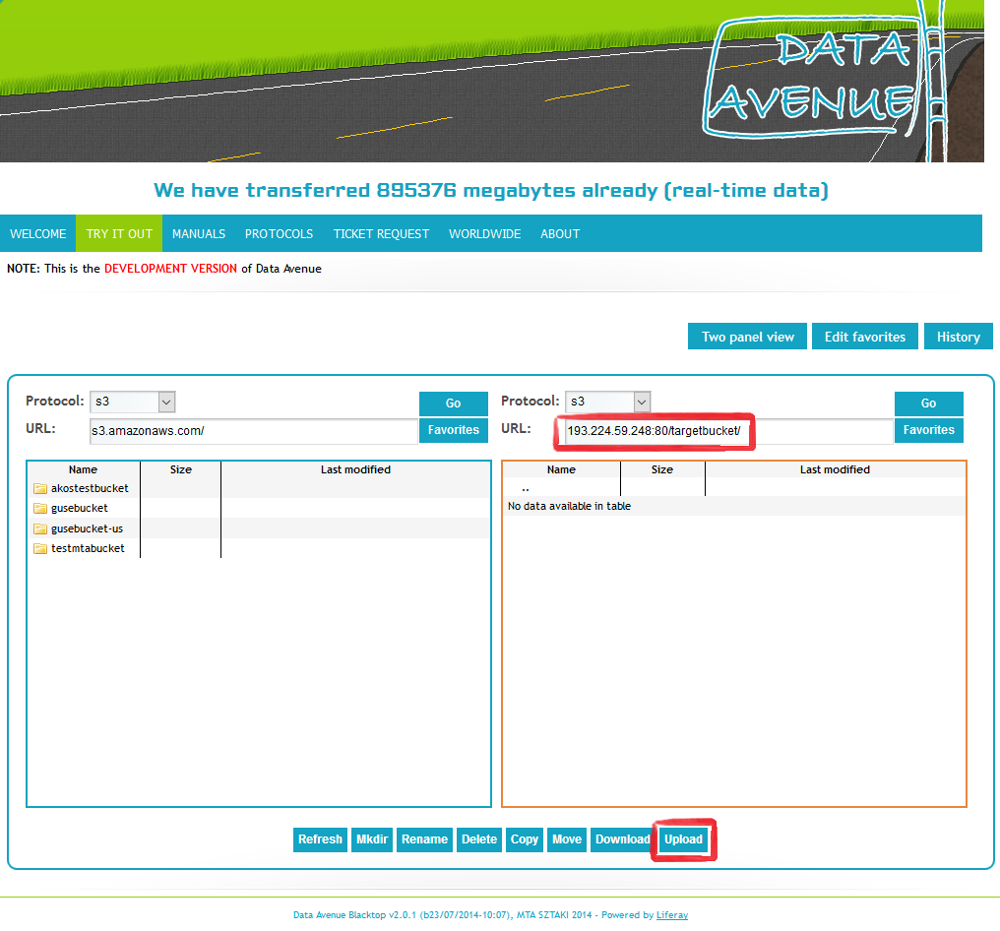 DATA
AVENUE
We have transferred 895376 megabytes already (real-time data)
WELCOME TRY IT OUT MANUALS PROTOCOLS TICKET REQUEST WORLDWIDE ABOUT
NOTE: This is the DEVELOPMENT VERSION of Data Avenue
Two panel view Edit favorites History
Protocol: s3 Go
URL: s3.amazonaws.com/ Favorites
Name Size Last modified
akostestbucket
gusebucket
gusebucket-us
testmtabucket
Protocol: s3 Go
URL: 193.224.59.248:80/targetbucket/ Favorites
Name Size Last modified
..
No data available in table
Refresh Mkdir Rename Delete Copy Move Download Upload
Data Avenue Blacktop v2.0.1 (b23/07/2014-10:07), MTA SZTAKI 2014 - Powered by Liferay